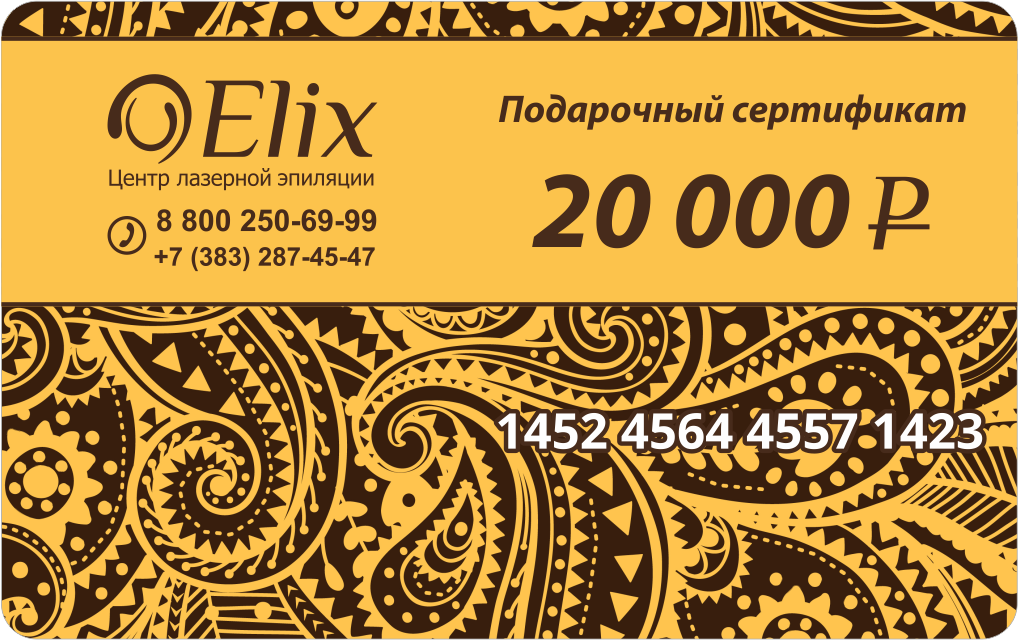 Elix
Центр лазерной эпиляции
8 800 250-69-99
+7 (383) 287-45-47
Подарочный сертификат
20 000 ₽
1452 4564 4557 1423